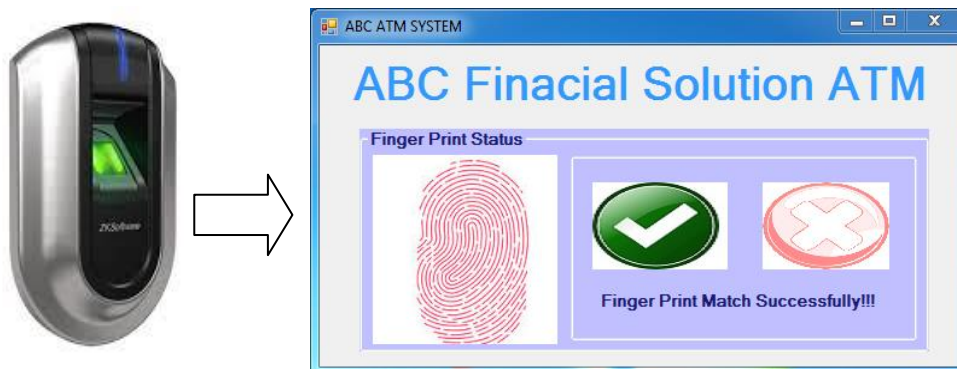 ABC ATM SYSTEM
ABC Finacial Solution ATM
Finger Print Status
ZKSoftware
Finger Print Match Successfully!!!